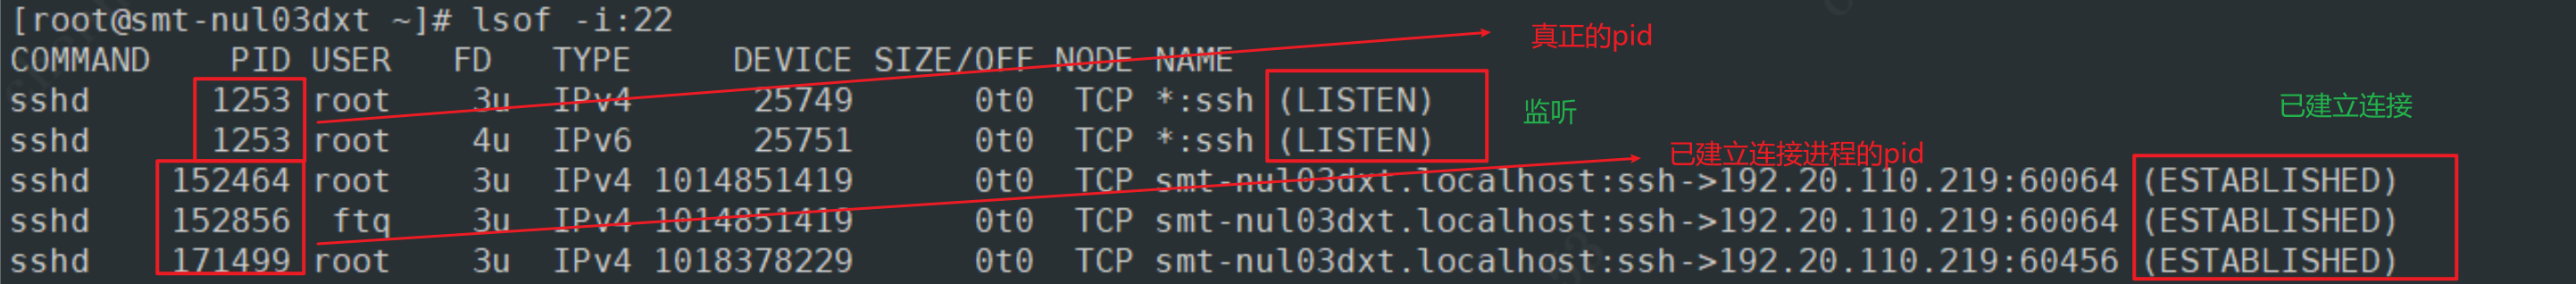 [root@smt-nul03dxt ~]# lsof -i:22
真正的pid
COMMAND PID USER FD TYPE DEVICE SIZE/OFF NODE NAME
sshd 1253 root 3u IPv4 25749 0t0 TCP *:ssh (LISTEN)
监听
已建立连接
sshd 1253 root 4u IPv6 25751 0t0 TCP *:ssh (LISTEN)
已建立连接进程的pid
sshd 152464 root 3u IPv4 1014851419 0t0 TCP smt-nul03dxt.localhost:ssh->192.20.110.219:60064 (ESTABLISHED)
sshd 152856 ftq 3u IPv4 1014851419 0t0 TCP smt-nul03dxt.localhost:ssh->192.20.110.219:60064 (ESTABLISHED)
sshd 171499 root 3u IPv4 1018378229 0t0 TCP smt-nul03dxt.localhost:ssh->192.20.110.219:60456 (ESTABLISHED)